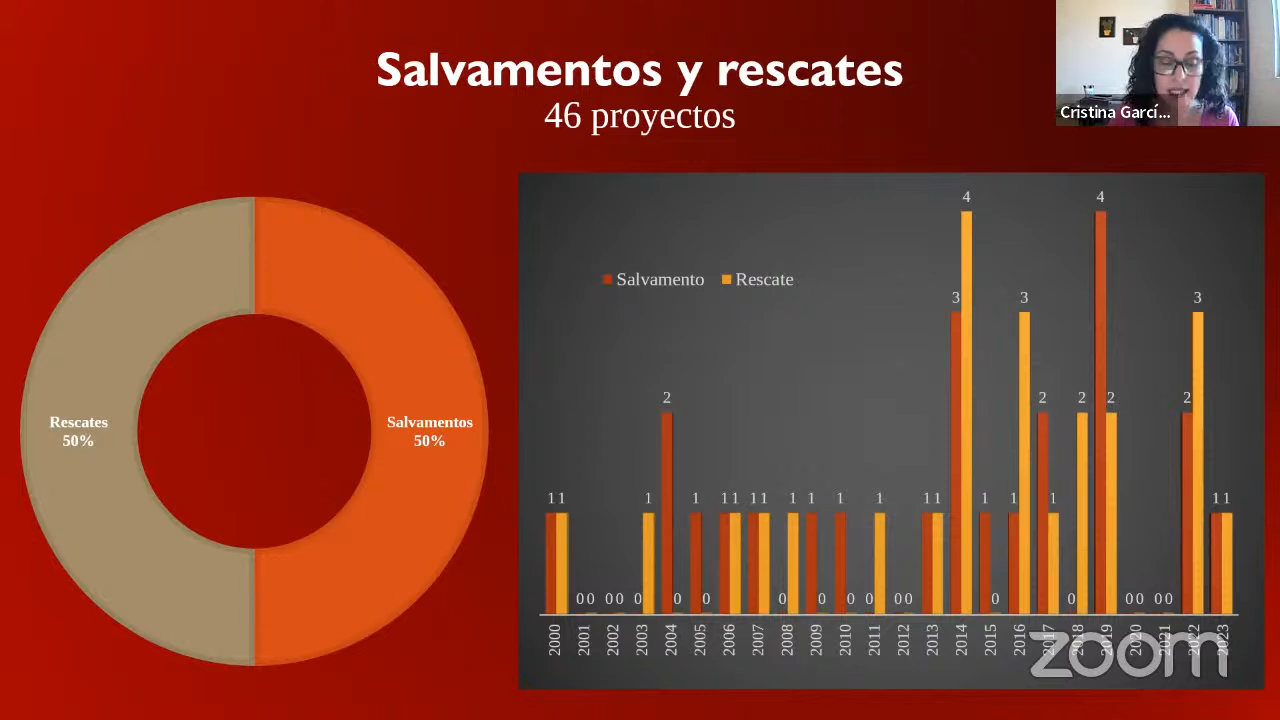 Salvamentos y rescates
46 proyectos
Cristina Garcí...
Rescates
50%
Salvamentos
50%
Salvamento Rescate
1 1 0 0 0 0 0 1 2 0 1 0 1 1 1 1 0 1 1 0 1 0 0 1 0 0 1 1 3 4 1 0 1 3 2 1 0 2 4 2 0 0 0 0 2 3 1 1
2000 2001 2002 2003 2004 2005 2006 2007 2008 2009 2010 2011 2012 2013 2014 2015 2016 2017 2018 2019 2020 2021 2022 2023
zoom